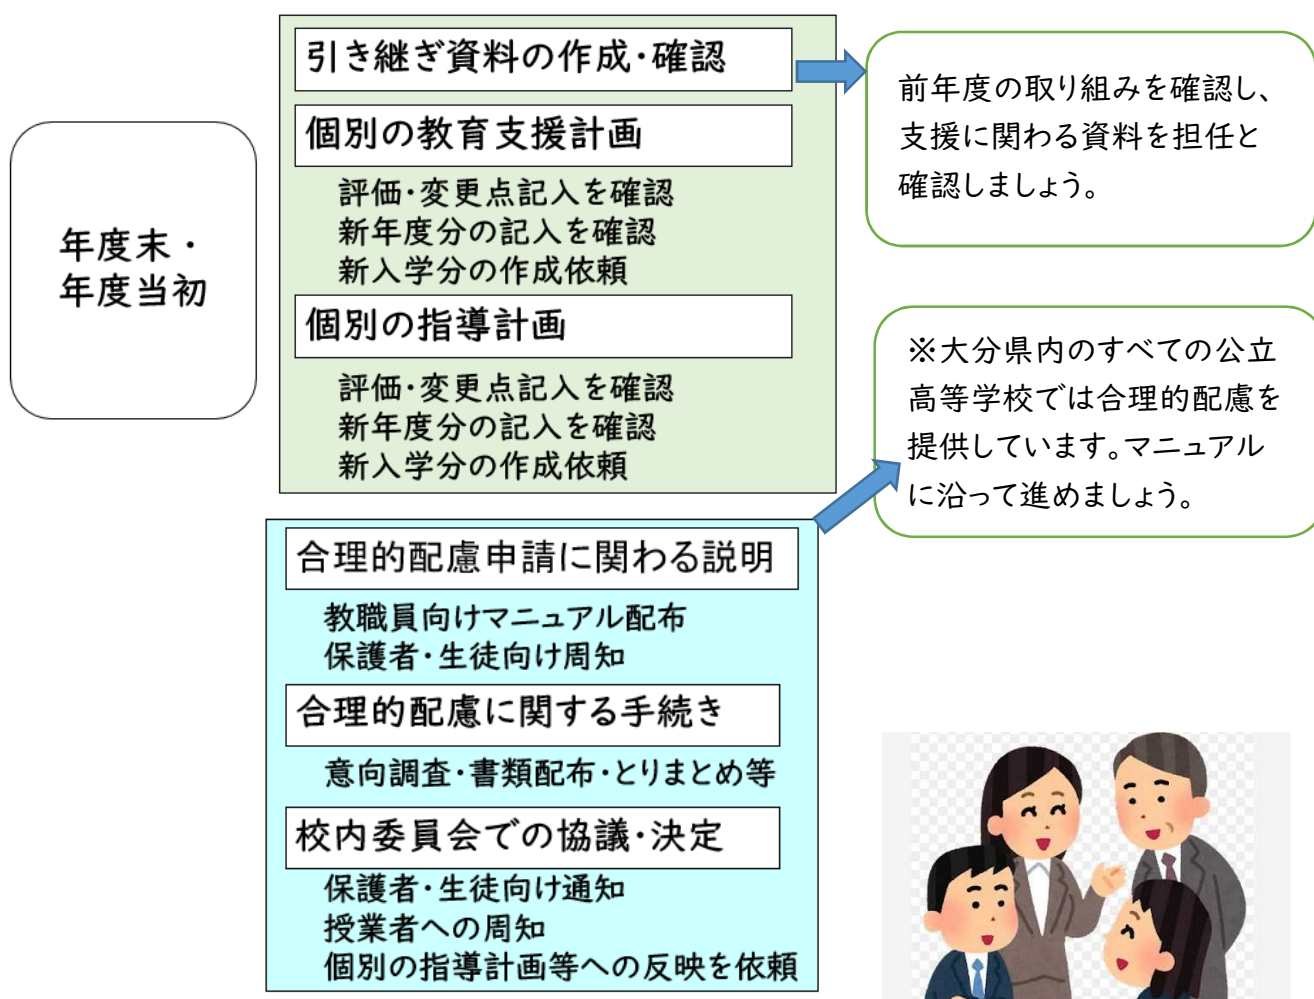 年度末・
年度当初
引き継ぎ資料の作成・確認
個別の教育支援計画
評価・変更点記入を確認
新年度分の記入を確認
新入学分の作成依頼
個別の指導計画
評価・変更点記入を確認
新年度分の記入を確認
新入学分の作成依頼
前年度の取り組みを確認し、
支援に関わる資料を担任と
確認しましょう。
※大分県内のすべての公立
高等学校では合理的配慮を
提供しています。マニュアル
に沿って進めましょう。
合理的配慮申請に関わる説明
教職員向けマニュアル配布
保護者・生徒向け周知
合理的配慮に関する手続き
意向調査・書類配布・とりまとめ等
校内委員会での協議・決定
保護者・生徒向け通知
授業者への周知
個別の指導計画等への反映を依頼